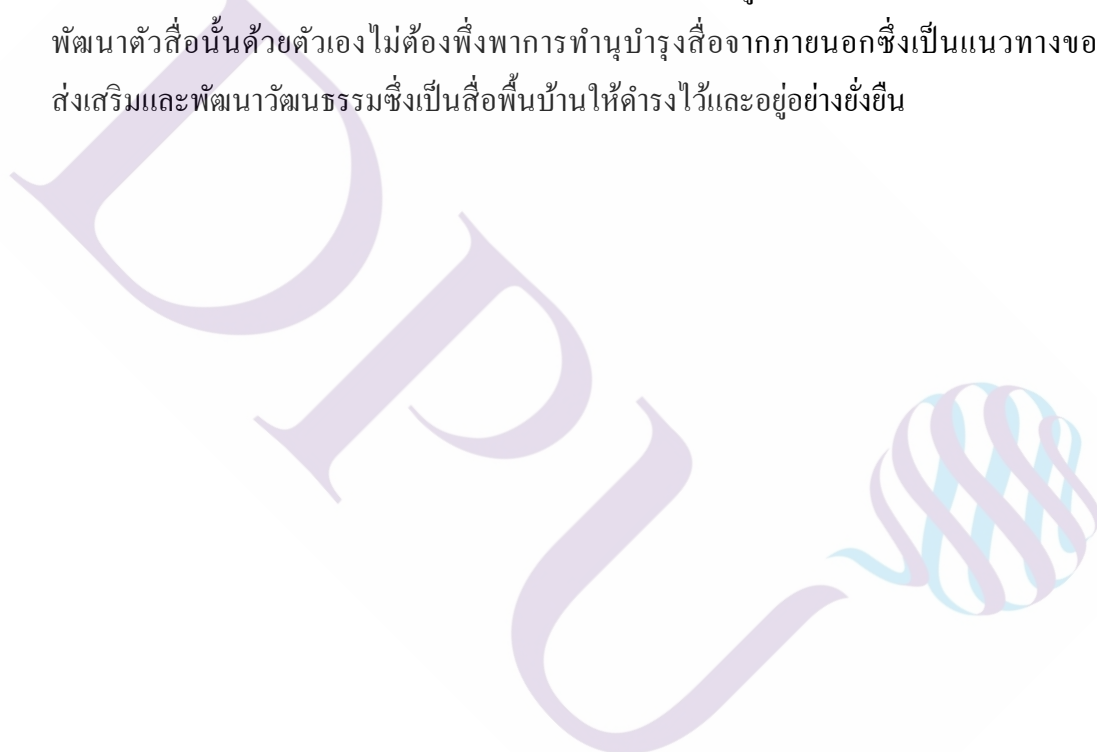 พัฒนาตัวสื่อนั้นด้วยตัวเองไม่ต้องพึ่งพาการทำนุบำรุงสื่อจากภายนอกซึ่งเป็นแนวทางขอ
ส่งเสริมและพัฒนาวัฒนธรรมซึ่งเป็นสื่อพื้นบ้านให้ดำรงไว้และอยู่อย่างยั่งยืน
DPU